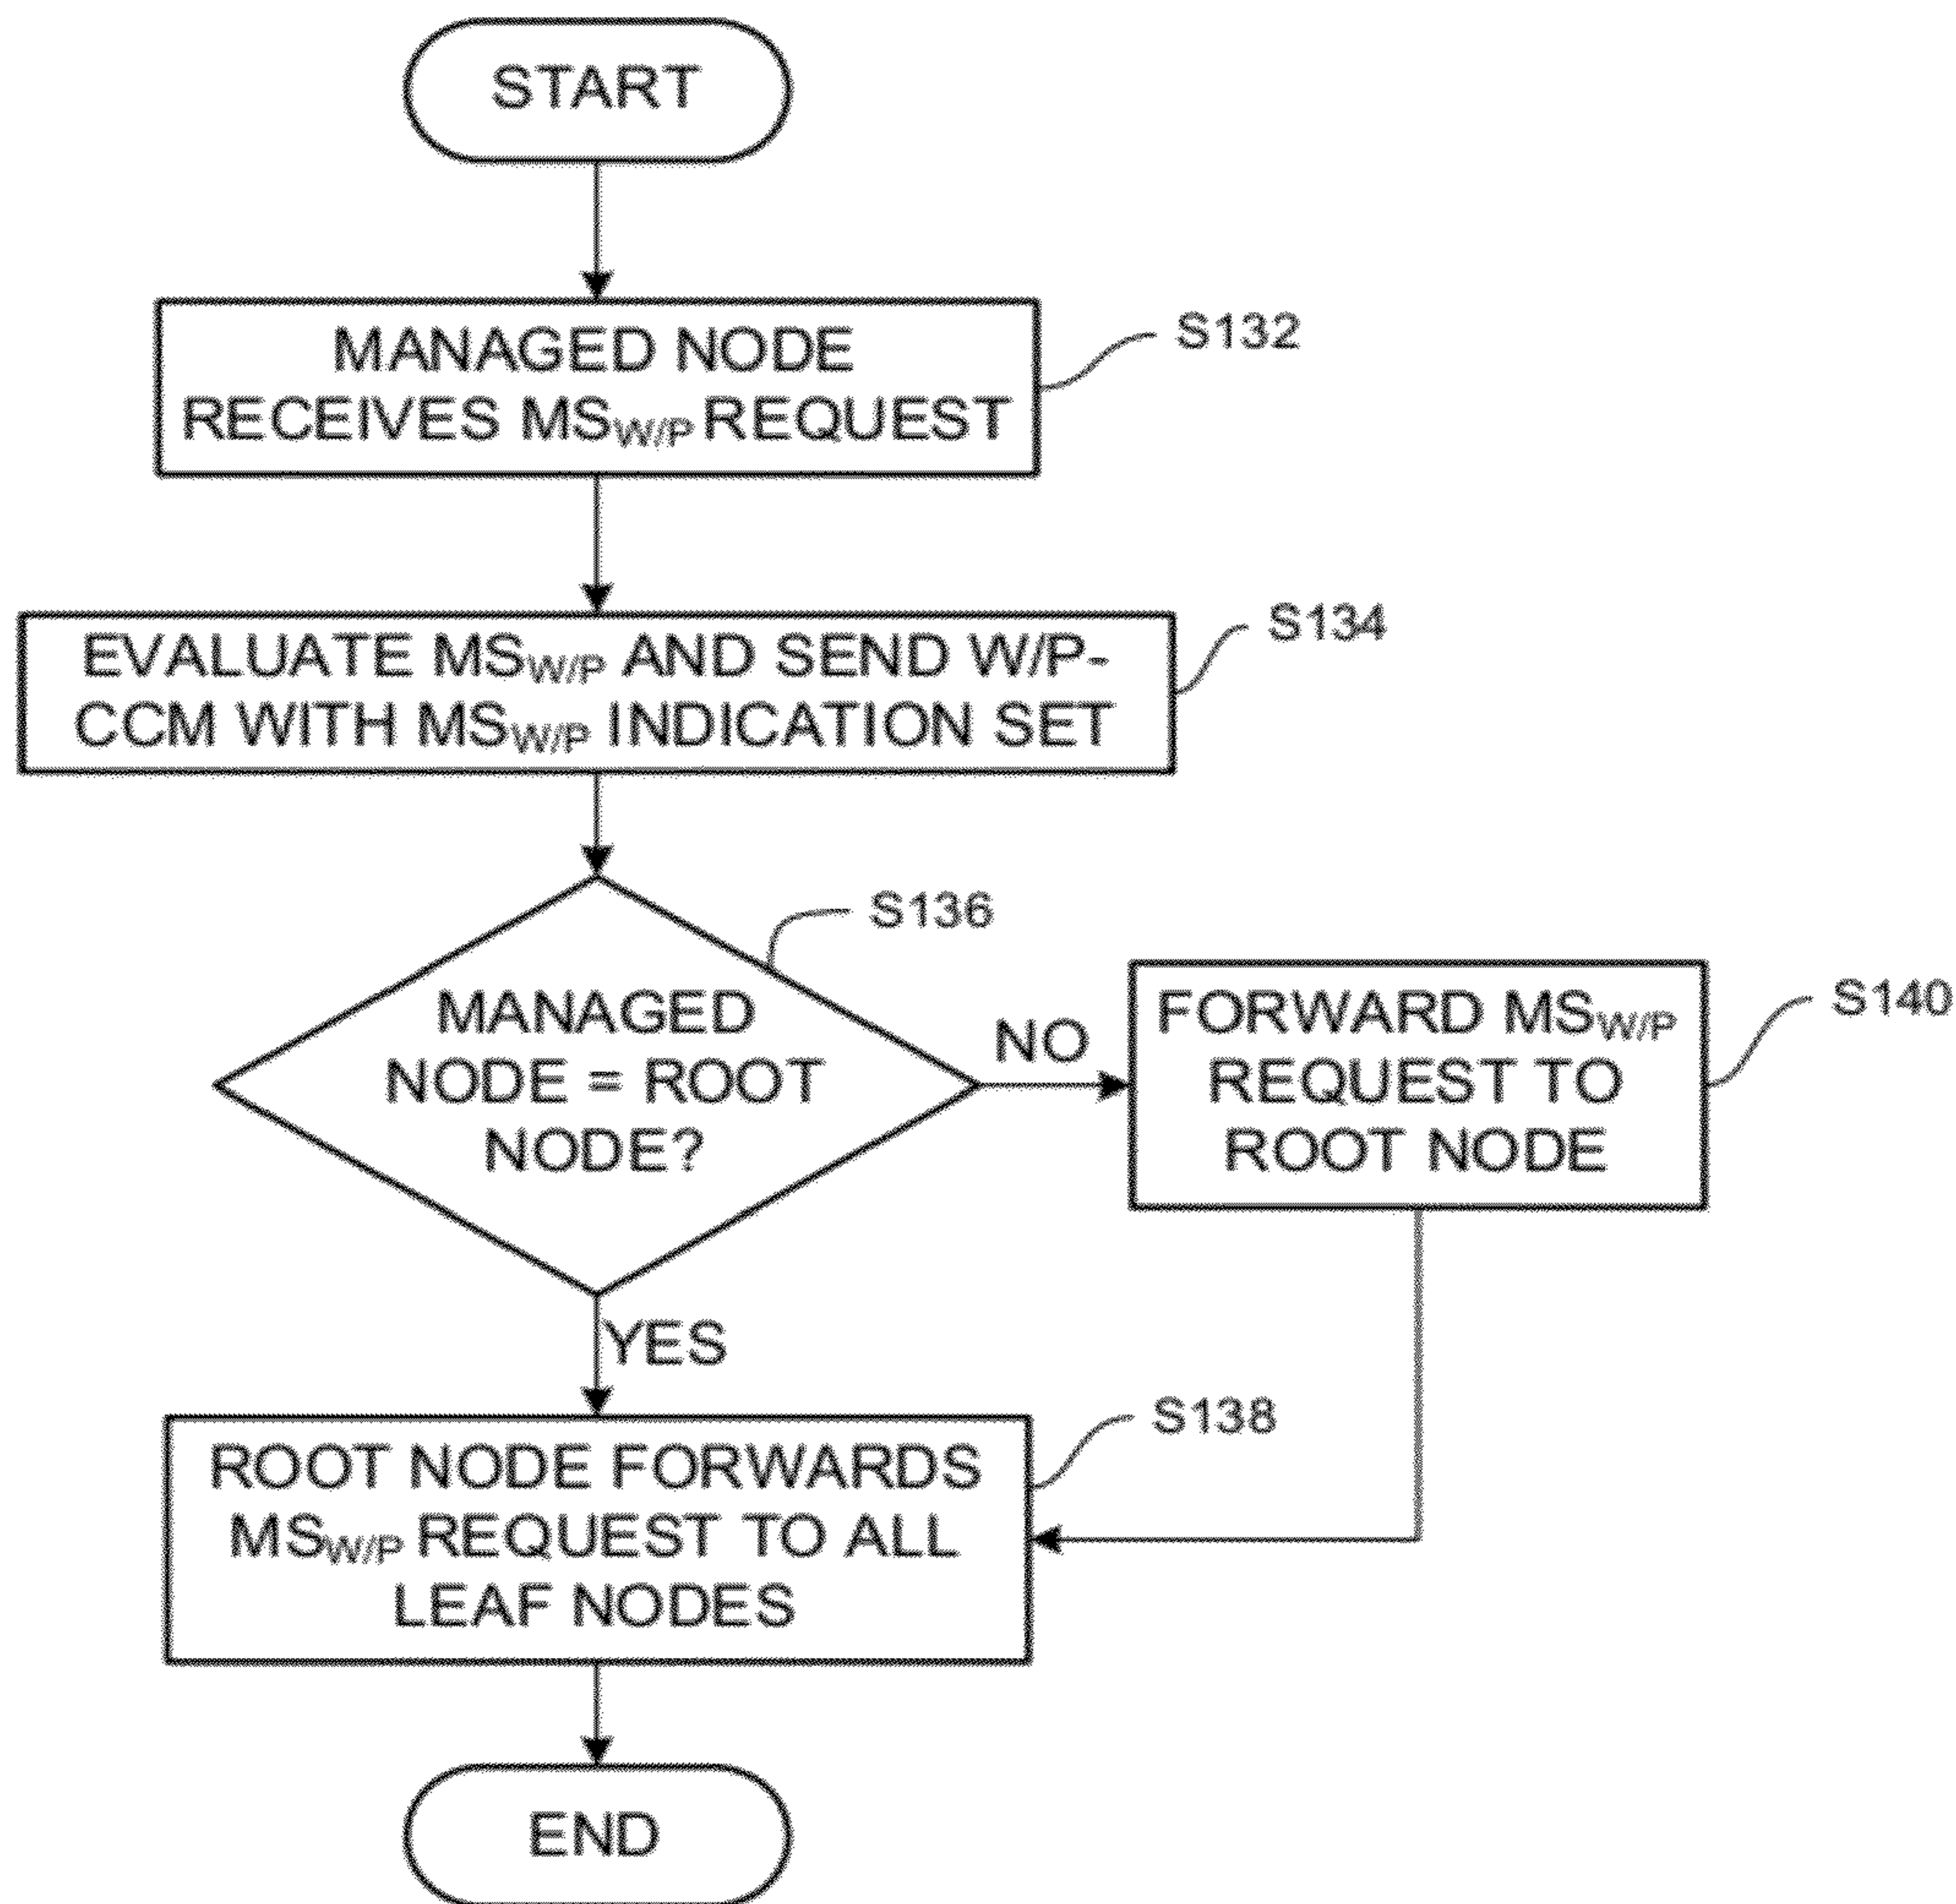 START
MANAGED NODE
RECEIVES MSW/P REQUEST
S132
EVALUATE MSW/P AND SEND W/P-
CCM WITH MSW/P INDICATION SET
S134
S136
MANAGED
NODE = ROOT
NODE?
NO
FORWARD MSW/P
REQUEST TO
ROOT NODE
S140
YES
ROOT NODE FORWARDS
MSW/P REQUEST TO ALL
LEAF NODES
S138
END